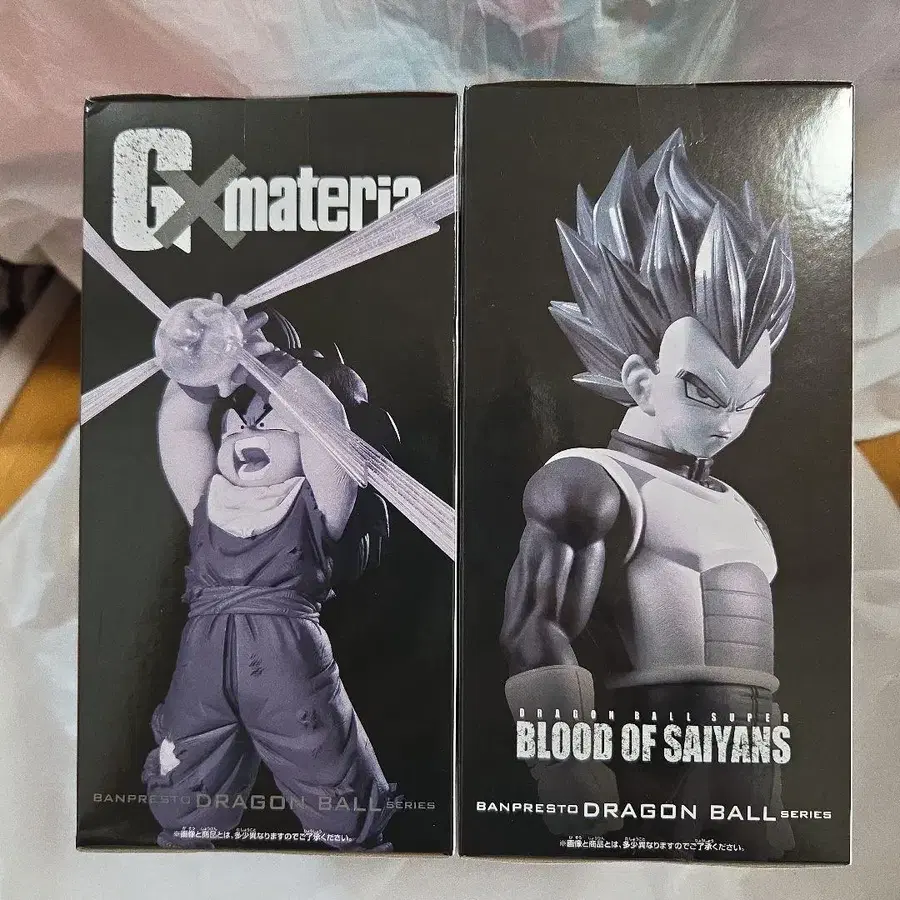 G×materia
BANPRESTO DRAGON BALL SERIES
※画像と商品とは、多少異なりますのでご了承ください。
DRAGON BALL SUPER
BLOOD OF SAIYANS
BANPRESTO DRAGON BALL SERIES
※画像と商品とは、多少異なりますのでご了承ください。